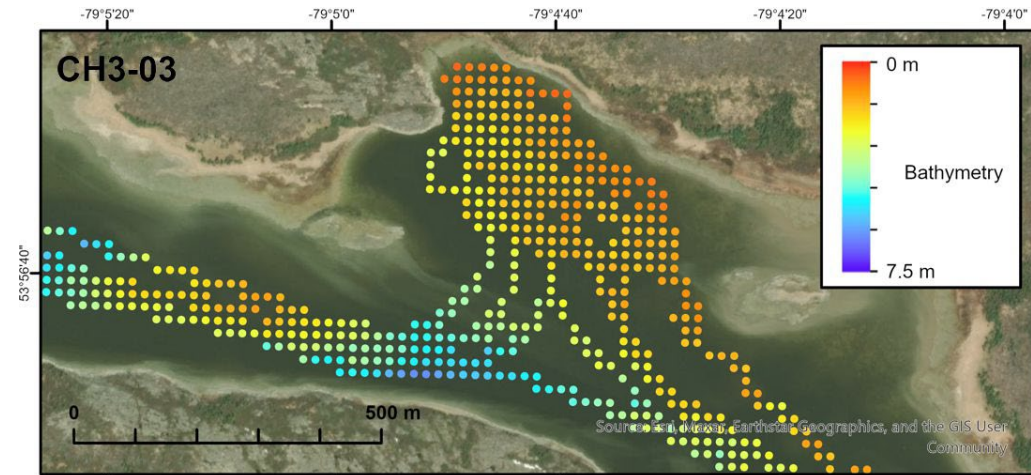 -79°5'20" -79°5'0" -79°4'40" -79°4'20" -79°4'0"
CH3-03
0 m
Bathymetry
7.5 m
53°56'40"
0 500 m
Source: Esri, Maxar, Earthstar Geographics, and the GIS User
Community